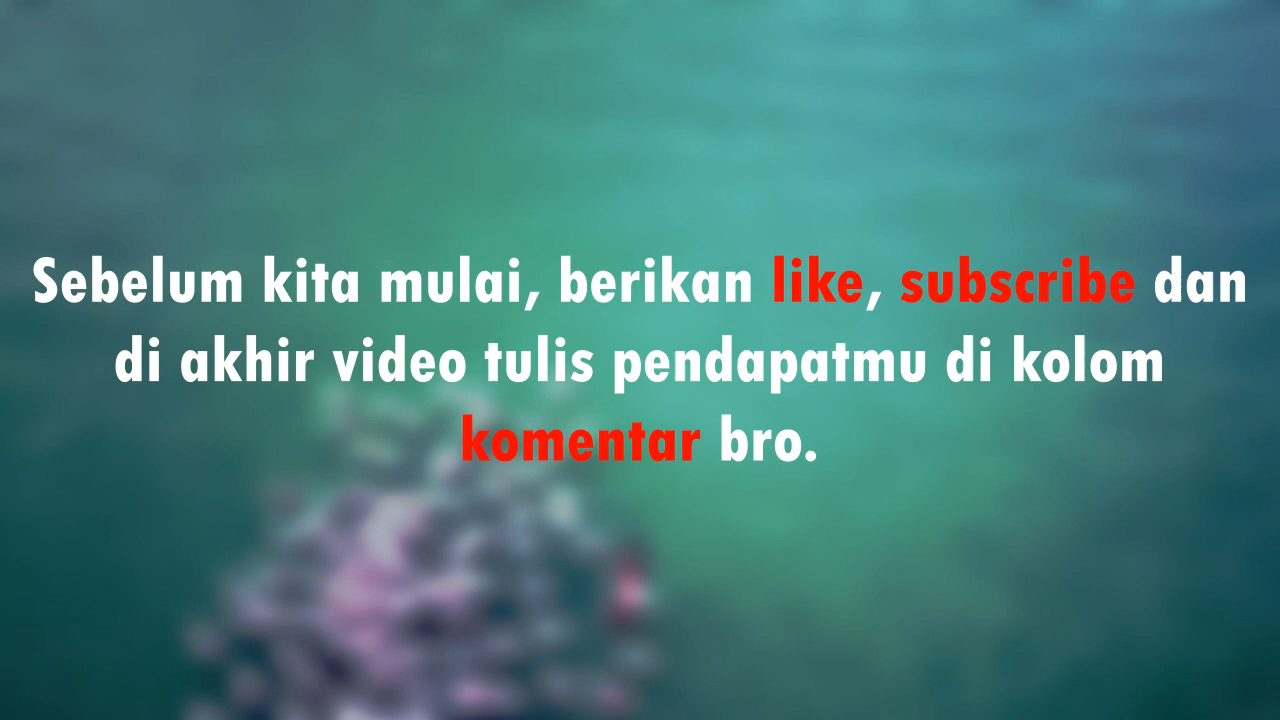 Sebelum kita mulai, berikan like, subscribe dan
di akhir video tulis pendapatmu di kolom
komentar bro.